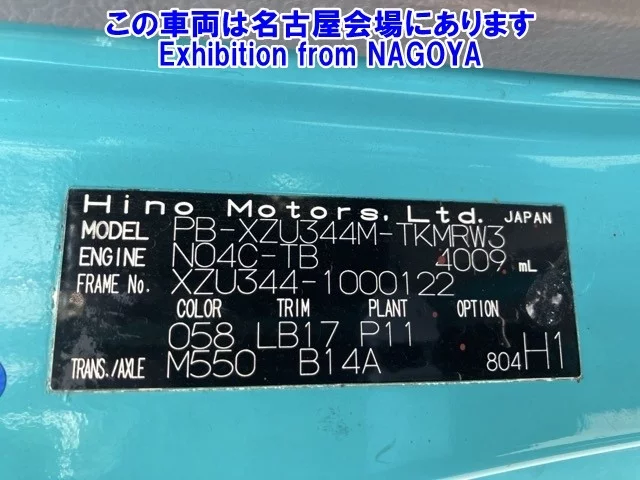 この車両は名古屋会場にあります
Exhibition from NAGOYA
Hino Motors, Ltd. JAPAN
MODEL PB-XZU344M-TKMRW3
ENGINE N04C-TB 4009 mL
FRAME No. XZU344-1000122
COLOR TRIM PLANT OPTION
058 LB17 P11
TRANS./AXLE M550 B14A 804H1